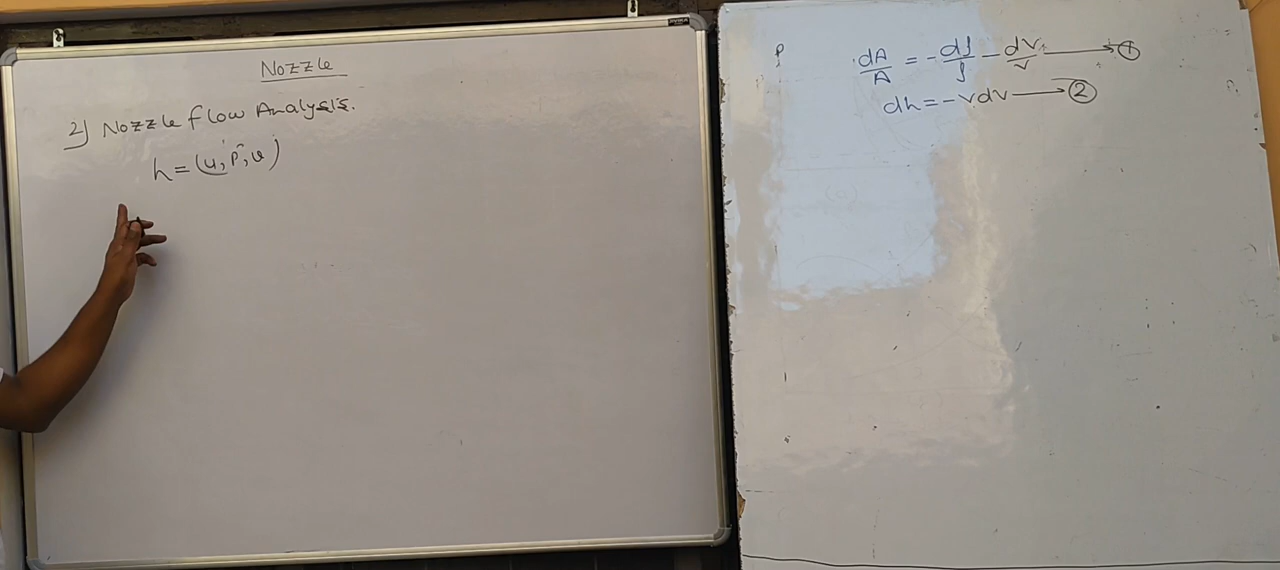 Nozzle
2) Nozzle flow Analysis.
h = (u, p, v)
ρ
dA/A = - dρ/ρ - dV/V → ①
dh = - vdv → ②